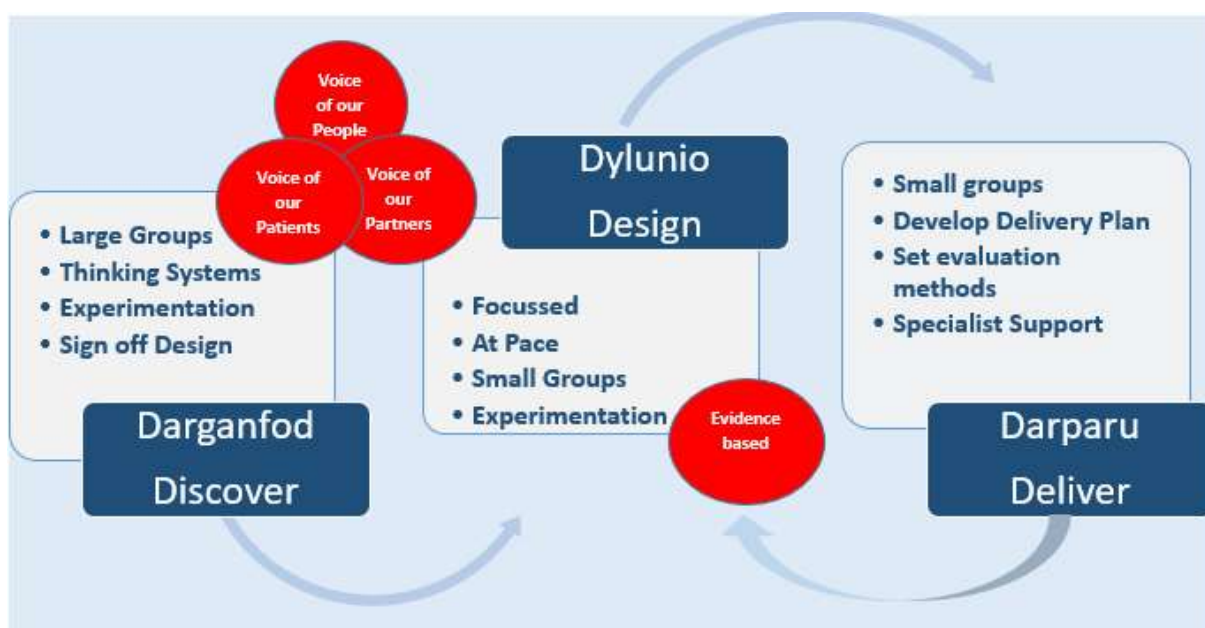 Voice
of our
People
Voice of
our
Patients
Voice of
our
Partners
• Large Groups
• Thinking Systems
• Experimentation
• Sign off Design
Darganfod
Discover
Dylunio
Design
• Focussed
• At Pace
• Small Groups
• Experimentation
Evidence
based
• Small groups
• Develop Delivery Plan
• Set evaluation
methods
• Specialist Support
Darparu
Deliver